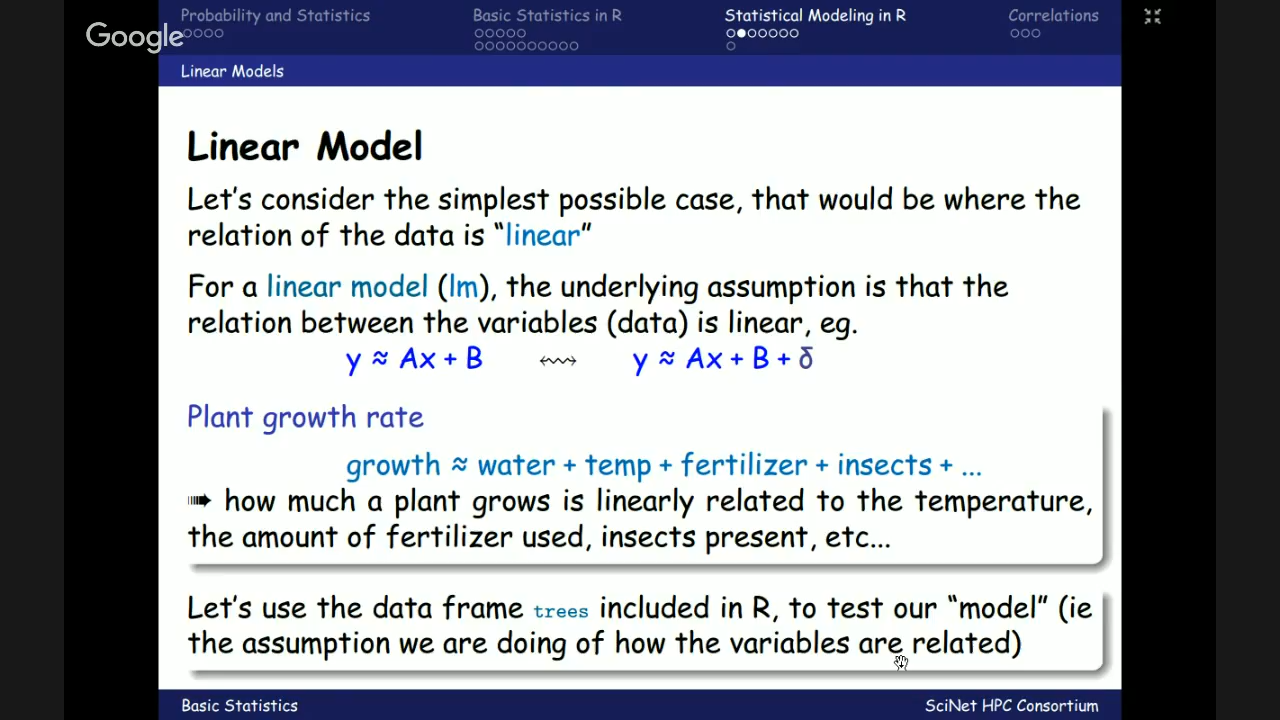 Probability and Statistics
Basic Statistics in R
Statistical Modeling in R
Correlations
Google
Linear Models
Linear Model
Let's consider the simplest possible case, that would be where the
relation of the data is “linear”
For a linear model (lm), the underlying assumption is that the
relation between the variables (data) is linear, eg.
y ≈ Ax + B ⟷ y ≈ Ax + B + δ
Plant growth rate
growth ≈ water + temp + fertilizer + insects + ...
➠ how much a plant grows is linearly related to the temperature,
the amount of fertilizer used, insects present, etc...
Let's use the data frame trees included in R, to test our “model” (ie
the assumption we are doing of how the variables are related)
Basic Statistics
SciNet HPC Consortium